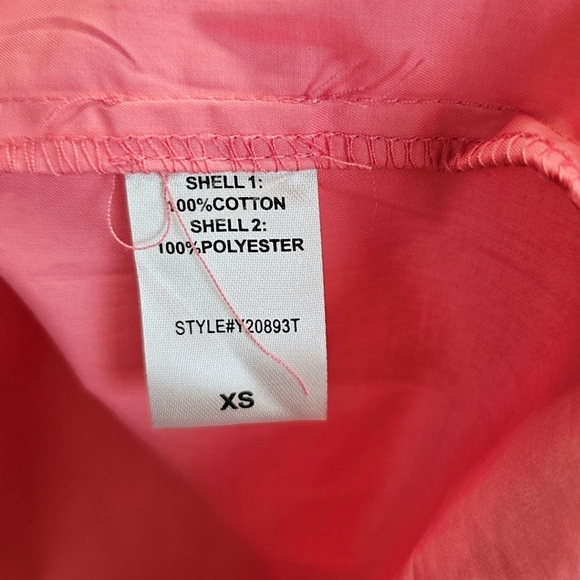 SHELL 1:
100%COTTON
SHELL 2:
100%POLYESTER
STYLE#Y20893T
XS